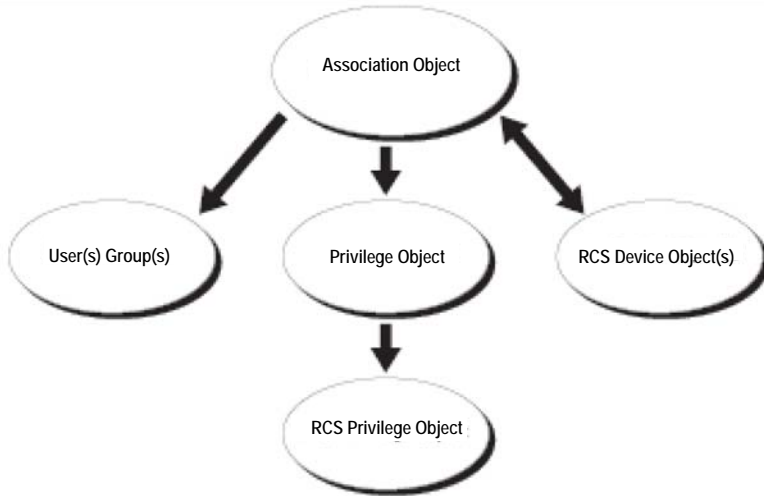 Association Object
User(s) Group(s)
Privilege Object
RCS Device Object(s)
RCS Privilege Object